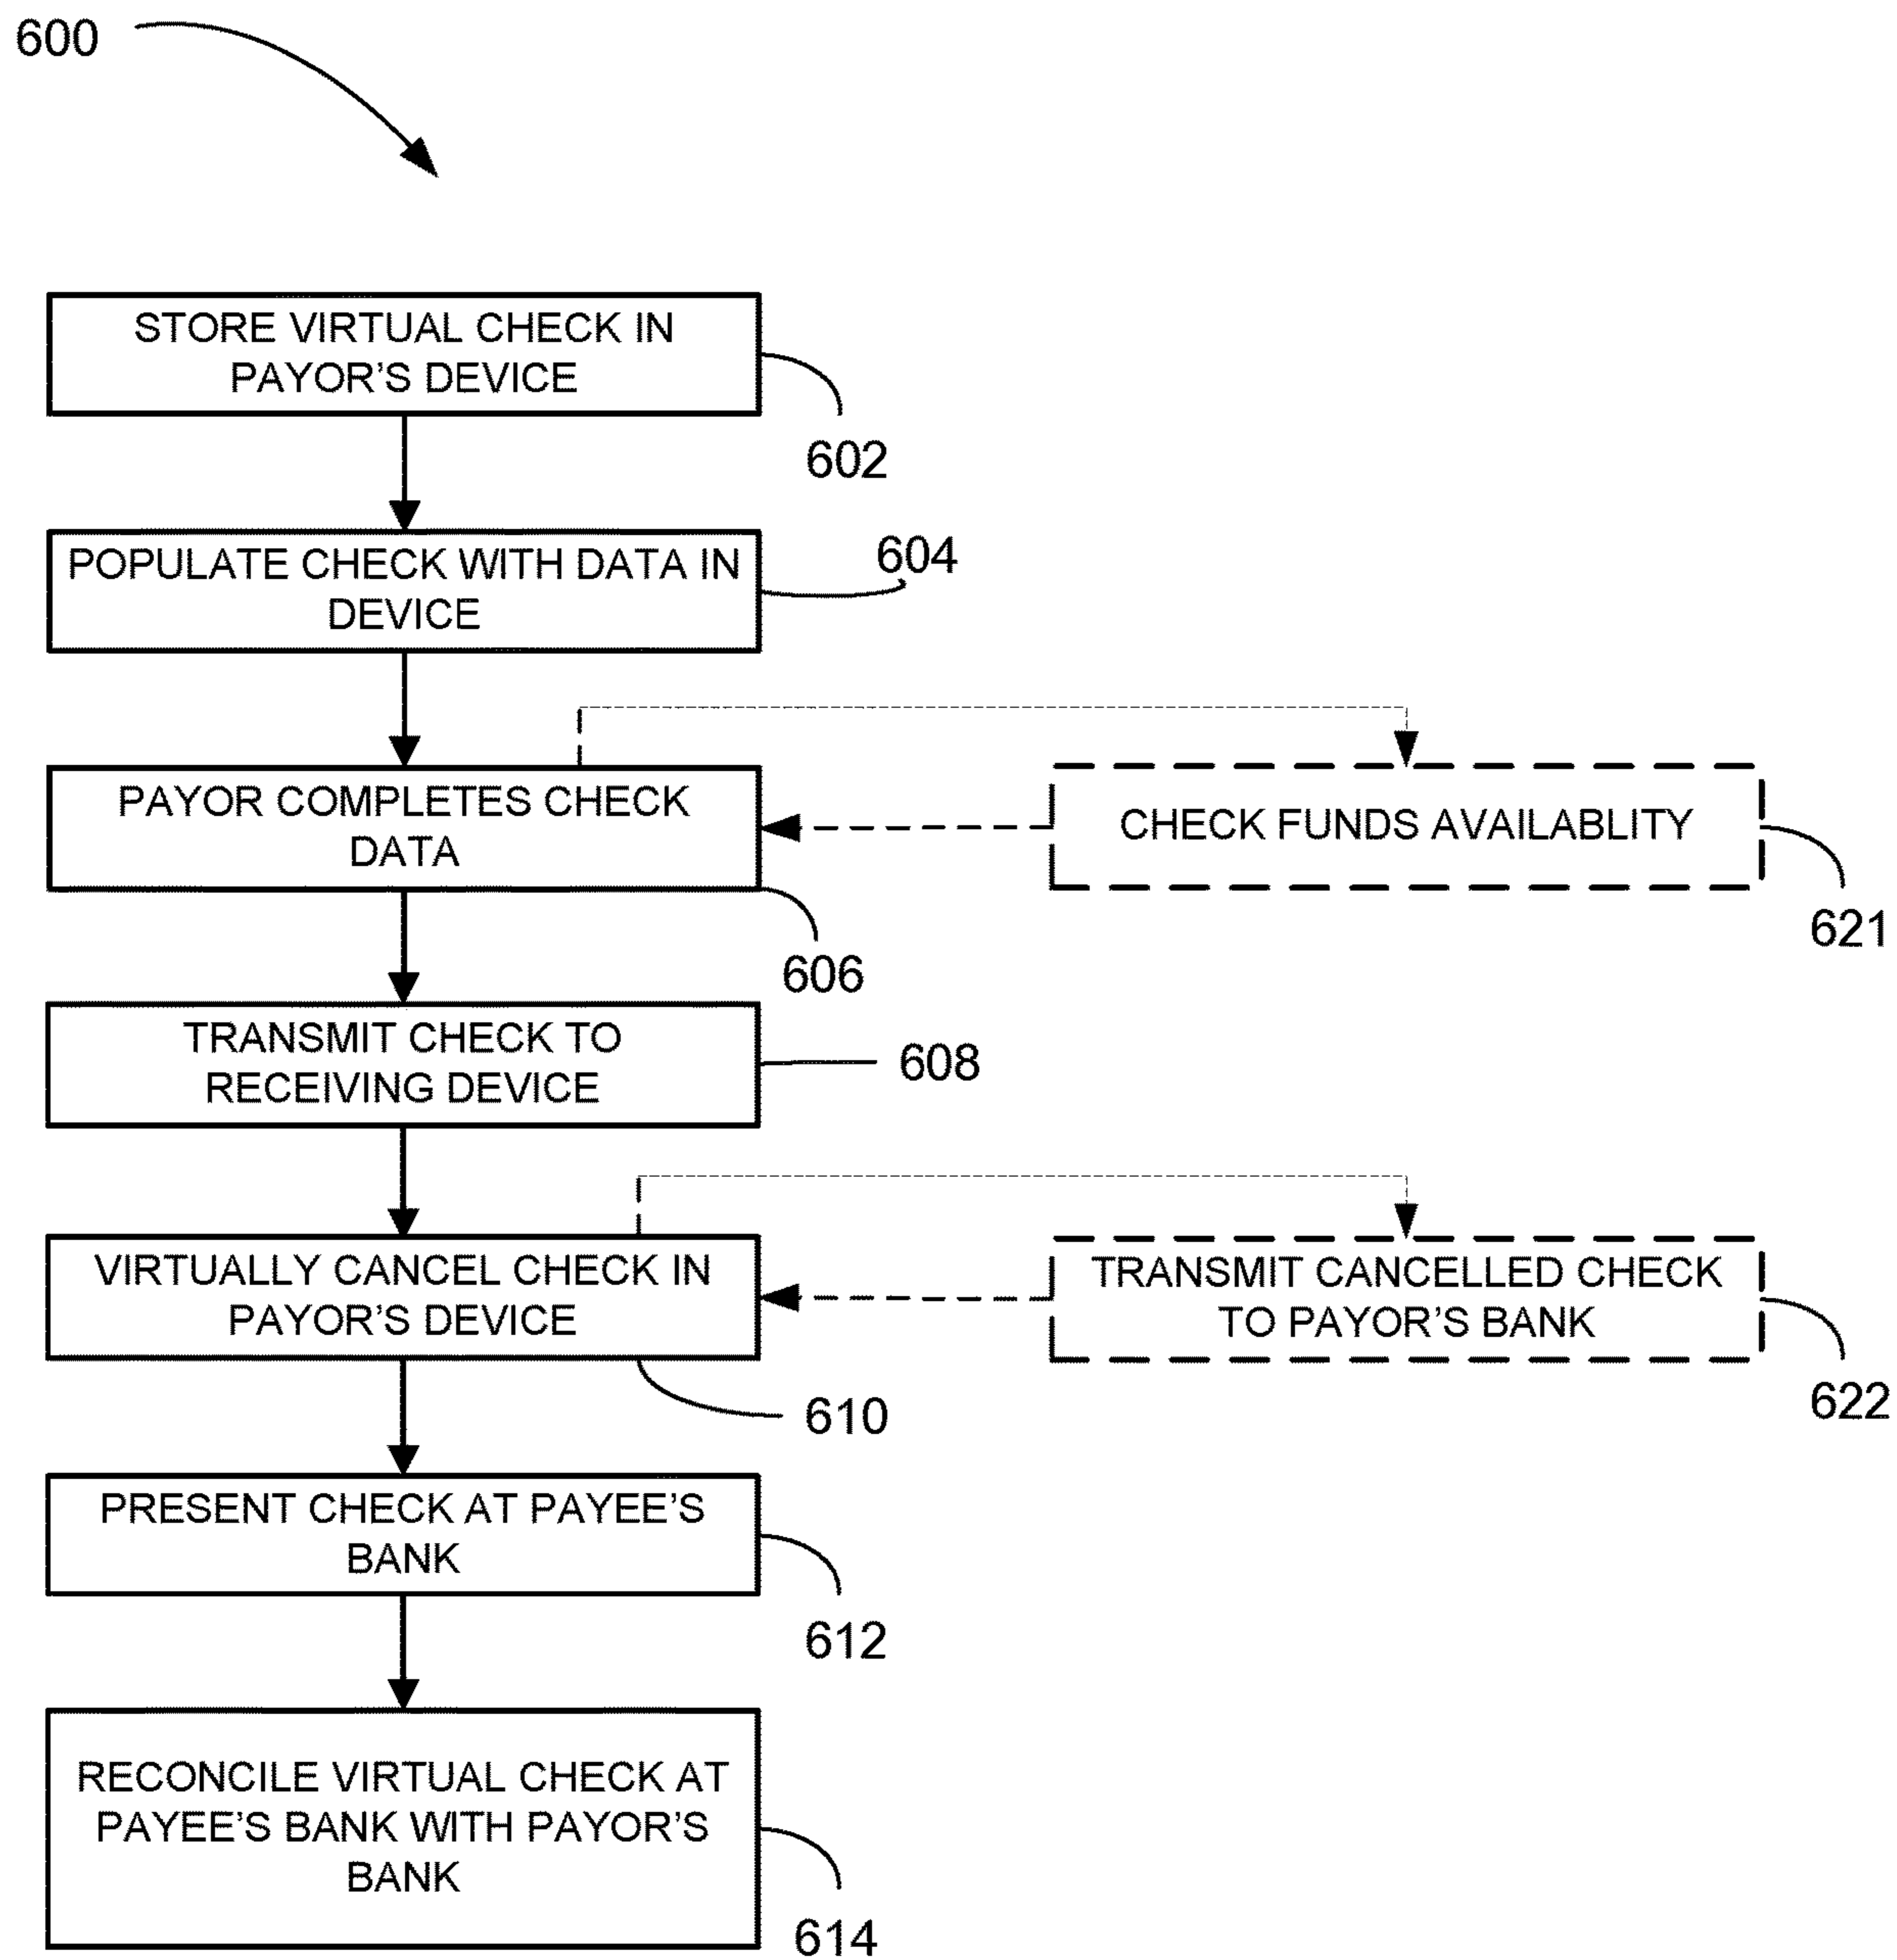 600
STORE VIRTUAL CHECK IN
PAYOR'S DEVICE
602
POPULATE CHECK WITH DATA IN
DEVICE
604
PAYOR COMPLETES CHECK
DATA
606
CHECK FUNDS AVAILABLITY
621
TRANSMIT CHECK TO
RECEIVING DEVICE
608
VIRTUALLY CANCEL CHECK IN
PAYOR'S DEVICE
610
TRANSMIT CANCELLED CHECK
TO PAYOR'S BANK
622
PRESENT CHECK AT PAYEE'S
BANK
612
RECONCILE VIRTUAL CHECK AT
PAYEE'S BANK WITH PAYOR'S
BANK
614